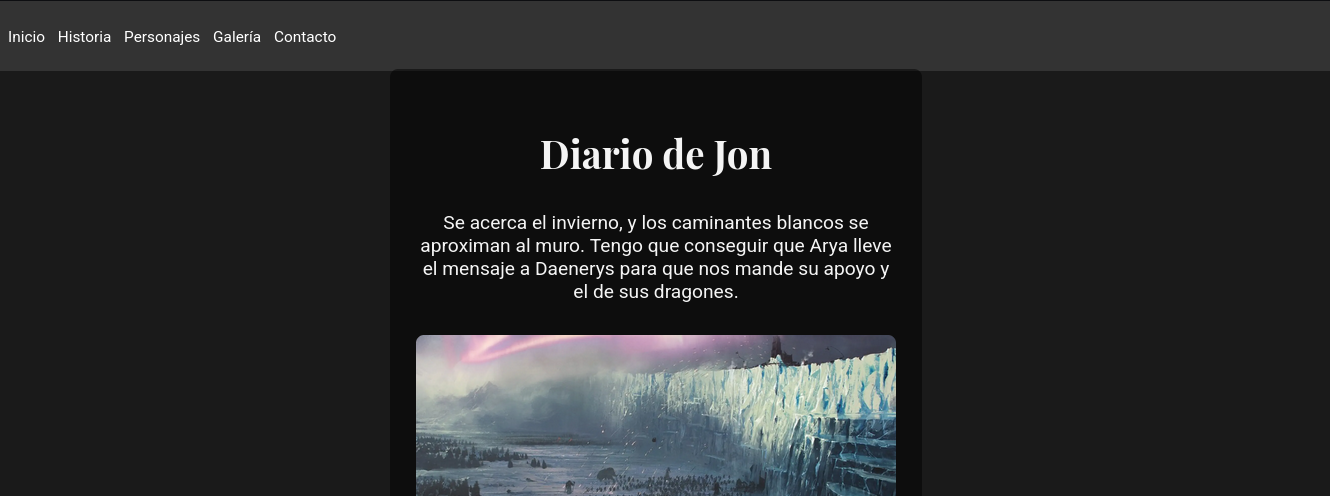 Inicio Historia Personajes Galería Contacto
Diario de Jon
Se acerca el invierno, y los caminantes blancos se
aproximan al muro. Tengo que conseguir que Arya lleve
el mensaje a Daenerys para que nos mande su apoyo y
el de sus dragones.